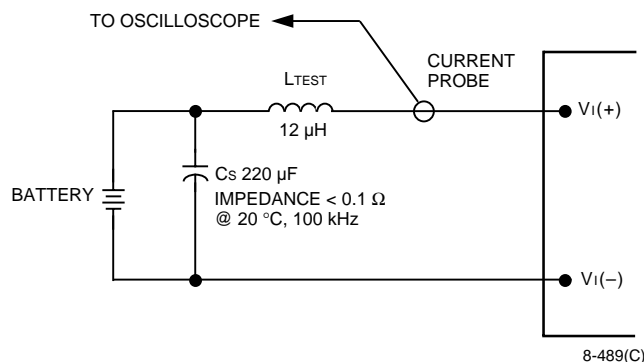 TO OSCILLOSCOPE
CURRENT
PROBE
LTEST
12 µH
VI(+)
CS 220 µF
IMPEDANCE < 0.1 Ω
@ 20 °C, 100 kHz
BATTERY
VI(–)
8-489(C)